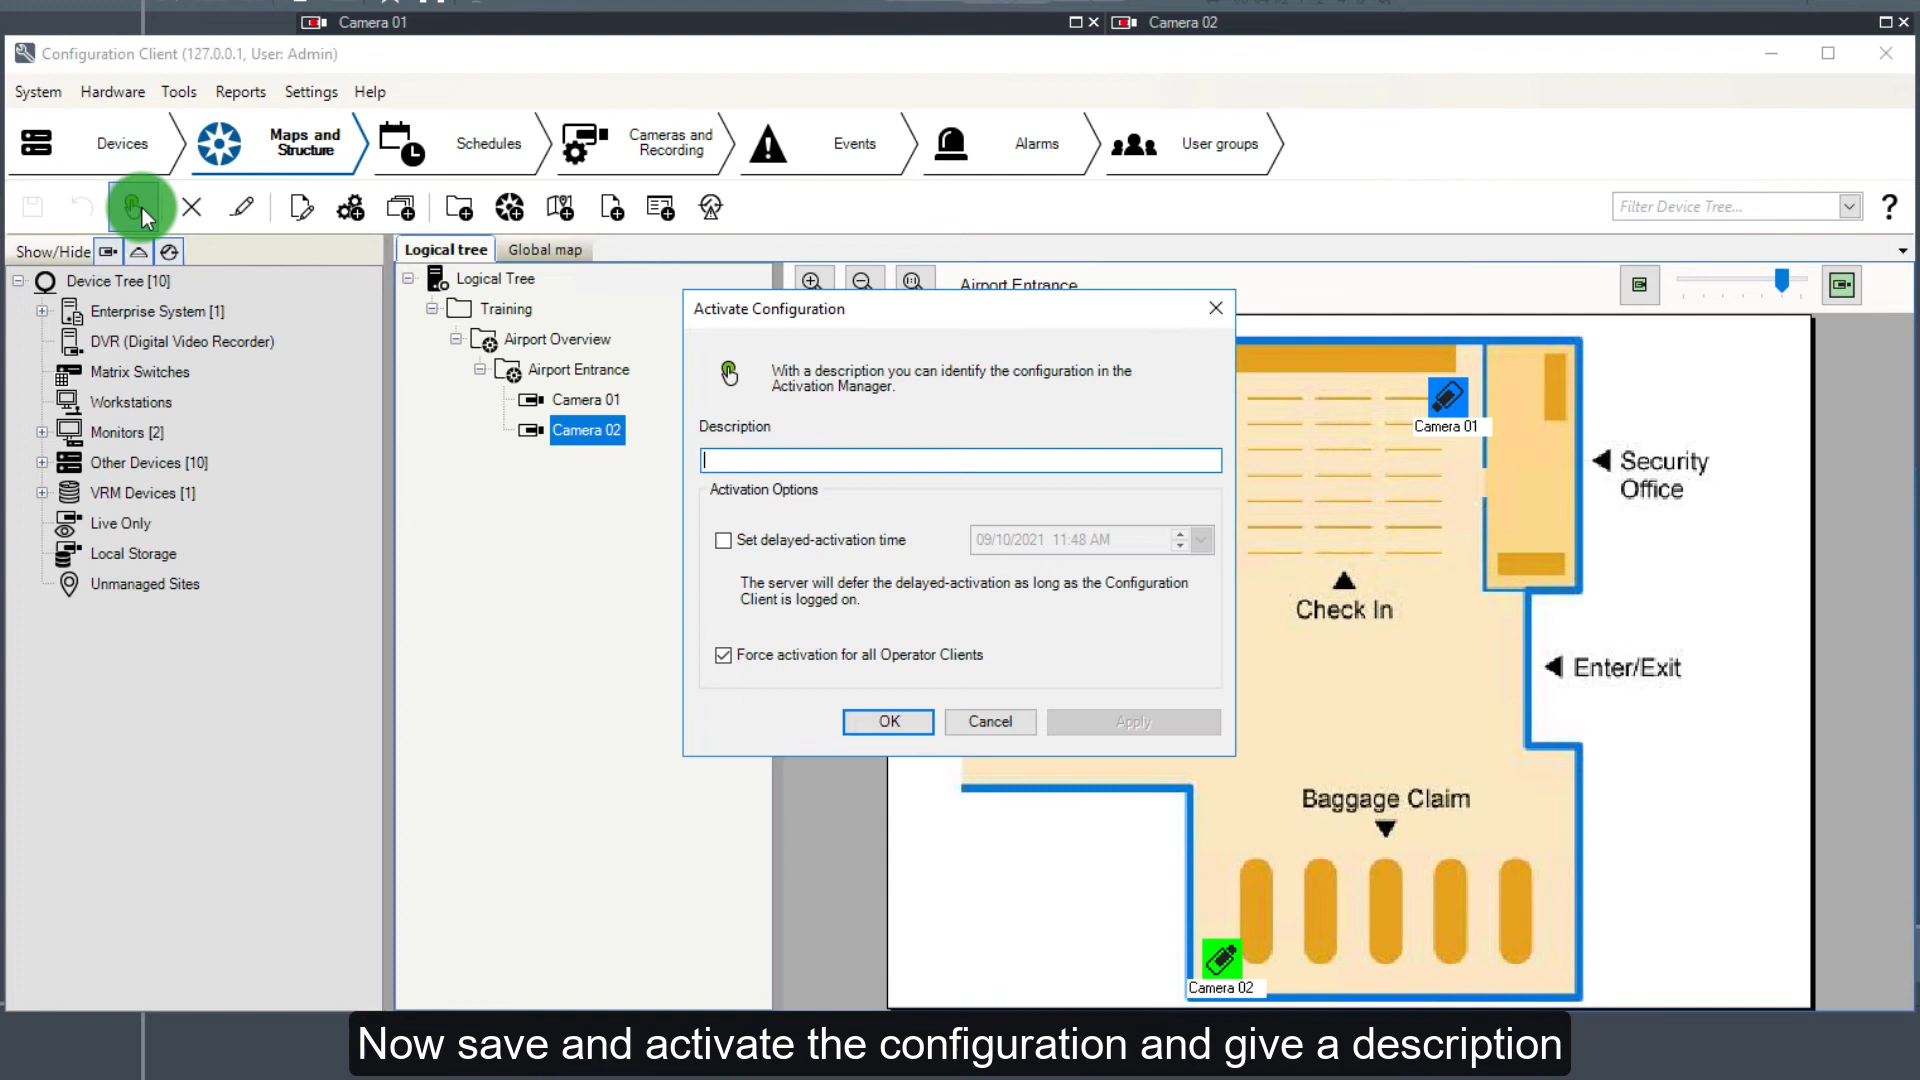 Camera 01
Camera 02
Configuration Client (127.0.0.1, User: Admin)
System Hardware Tools Reports Settings Help
Devices
Maps and
Structure
Schedules
Cameras and
Recording
Events
Alarms
User groups
Filter Device Tree...
?
Show/Hide
Device Tree [10]
Enterprise System [1]
DVR (Digital Video Recorder)
Matrix Switches
Workstations
Monitors [2]
Other Devices [10]
VRM Devices [1]
Live Only
Local Storage
Unmanaged Sites
Logical tree
Global map
Logical Tree
Training
Airport Overview
Airport Entrance
Camera 01
Camera 02
Airport Entrance
Activate Configuration
With a description you can identify the configuration in the
Activation Manager.
Description
Activation Options
Set delayed-activation time
09/10/2021 11:48 AM
The server will defer the delayed-activation as long as the Configuration
Client is logged on.
Force activation for all Operator Clients
OK
Cancel
Apply
Camera 01
Security
Office
Check In
Enter/Exit
Baggage Claim
Camera 02
Now save and activate the configuration and give a description